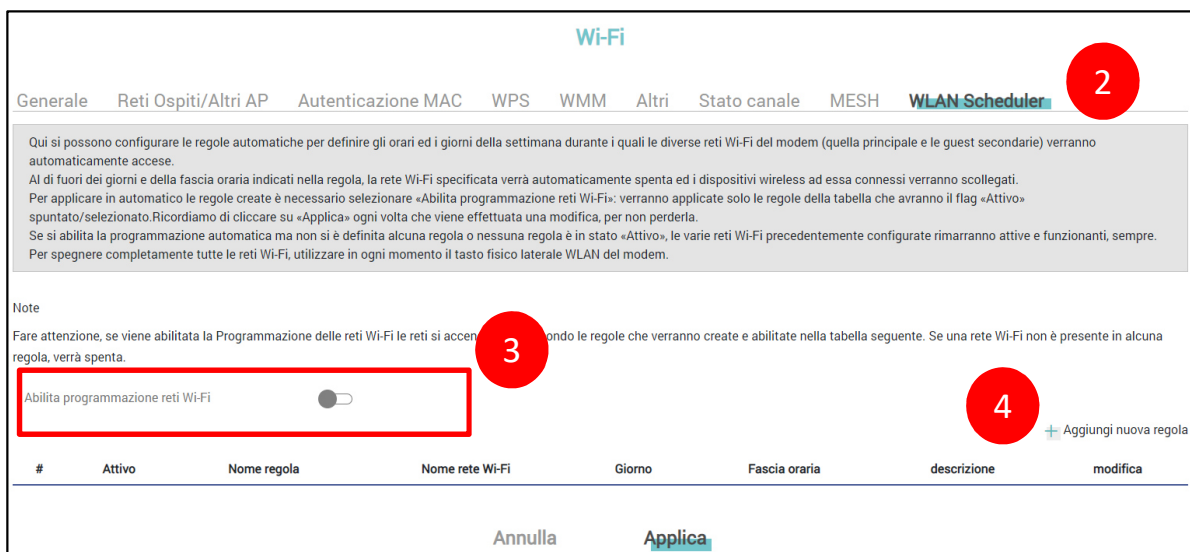 Wi-Fi
2
Generale Reti Ospiti/Altri AP Autenticazione MAC WPS WMM Altri Stato canale MESH WLAN Scheduler
Qui si possono configurare le regole automatiche per definire gli orari ed i giorni della settimana durante i quali le diverse reti Wi-Fi del modem (quella principale e le guest secondarie) verranno
automaticamente accese.
Al di fuori dei giorni e della fascia oraria indicati nella regola, la rete Wi-Fi specificata verrà automaticamente spenta ed i dispositivi wireless ad essa connessi verranno scollegati.
Per applicare in automatico le regole create è necessario selezionare «Abilita programmazione reti Wi-Fi»: verranno applicate solo le regole della tabella che avranno il flag «Attivo»
spuntato/selezionato.Ricordiamo di cliccare su «Applica» ogni volta che viene effettuata una modifica, per non perderla.
Se si abilita la programmazione automatica ma non si è definita alcuna regola o nessuna regola è in stato «Attivo», le varie reti Wi-Fi precedentemente configurate rimarranno attive e funzionanti, sempre.
Per spegnere completamente tutte le reti Wi-Fi, utilizzare in ogni momento il tasto fisico laterale WLAN del modem.
Note
Fare attenzione, se viene abilitata la Programmazione delle reti Wi-Fi le reti si le regole che verranno create e abilitate nella tabella seguente. Se una rete Wi-Fi non è presente in alcuna
regola, verrà spenta.
3
Abilita programmazione reti Wi-Fi
4
+ Aggiungi nuova regola
# Attivo Nome regola Nome rete Wi-Fi Giorno Fascia oraria descrizione modifica
Annulla Applica